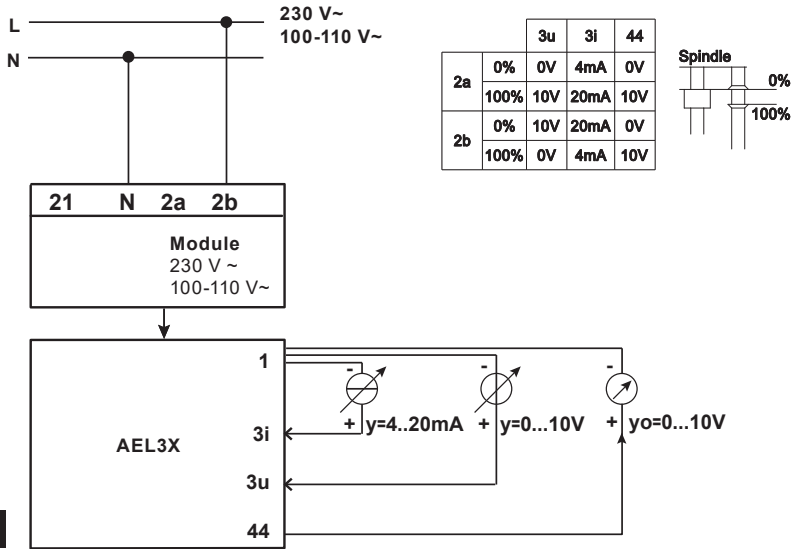 L
230 V~
100-110 V~
N
3u 3i 44
2a 0% 0V 4mA 0V
100% 10V 20mA 10V
2b 0% 10V 20mA 0V
100% 0V 4mA 10V
Spindle
0%
100%
21 N 2a 2b
Module
230 V ~
100-110 V~
AEL3X
1
3i
3u
44
-
+ y=4..20mA
-
+ y=0...10V
-
+ yo=0...10V